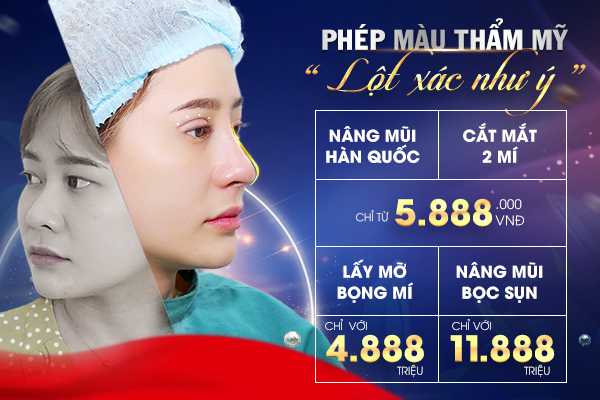 PHÉP MÀU THẨM MỸ
“ Lột xác như ý ”
NÂNG MŨI
HÀN QUỐC
CẮT MẮT
2 MÍ
CHỈ TỪ 5.888.000
VNĐ
LẤY MỠ
BỌNG MÍ
CHỈ VỚI
4.888
TRIỆU
NÂNG MŨI
BỌC SỤN
CHỈ VỚI
11.888
TRIỆU